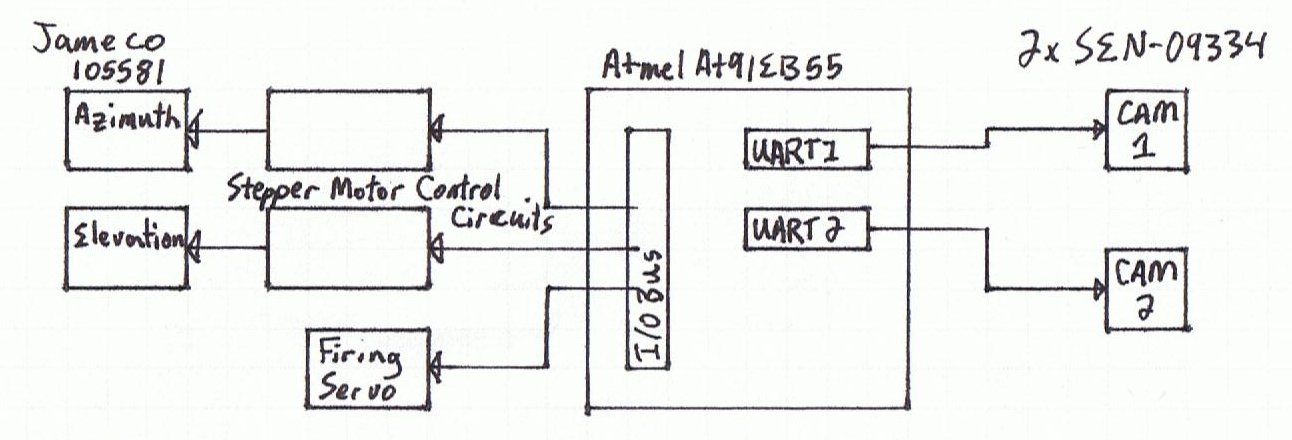 Jameco
105581
Azimuth
Elevation
Stepper Motor Control
Circuits
Firing
Servo
Atmel At91EB55
I/O Bus
UART1
UART2
2x SEN-09334
CAM
1
CAM
2